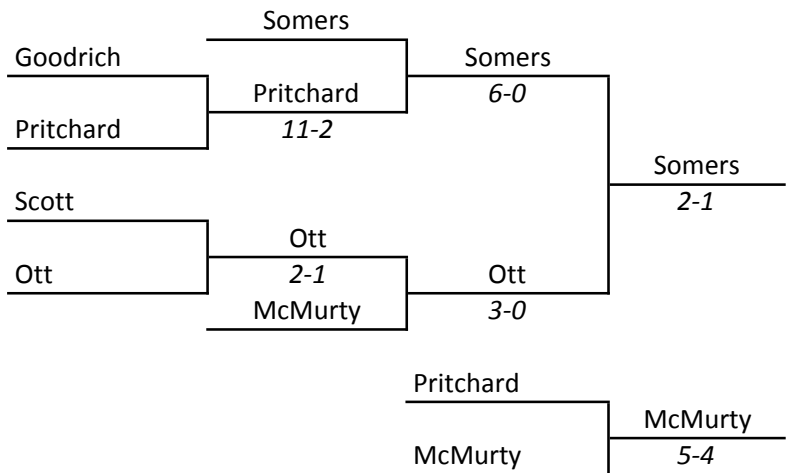 Somers
Goodrich
Somers
Pritchard
6-0
Pritchard
11-2
Somers
2-1
Scott
Ott
Ott
2-1
Ott
McMurty
3-0
Pritchard
McMurty
McMurty
5-4